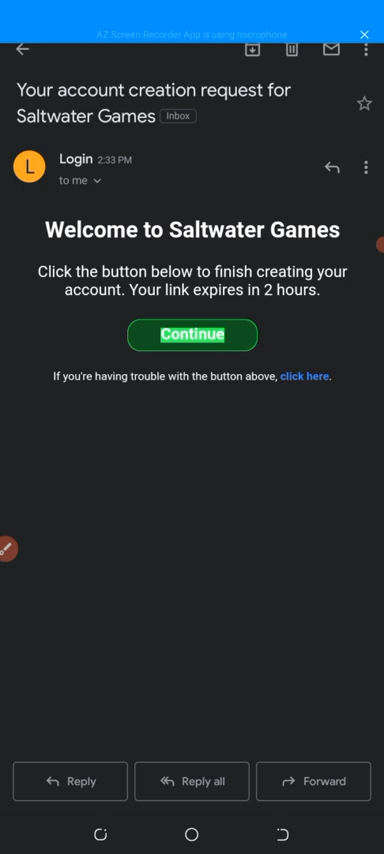 AZ Screen Recorder App is using microphone
Your account creation request for
Saltwater Games Inbox
L
Login 2:33 PM
to me
Welcome to Saltwater Games
Click the button below to finish creating your
account. Your link expires in 2 hours.
Continue
If you're having trouble with the button above, click here.
Reply
Reply all
Forward